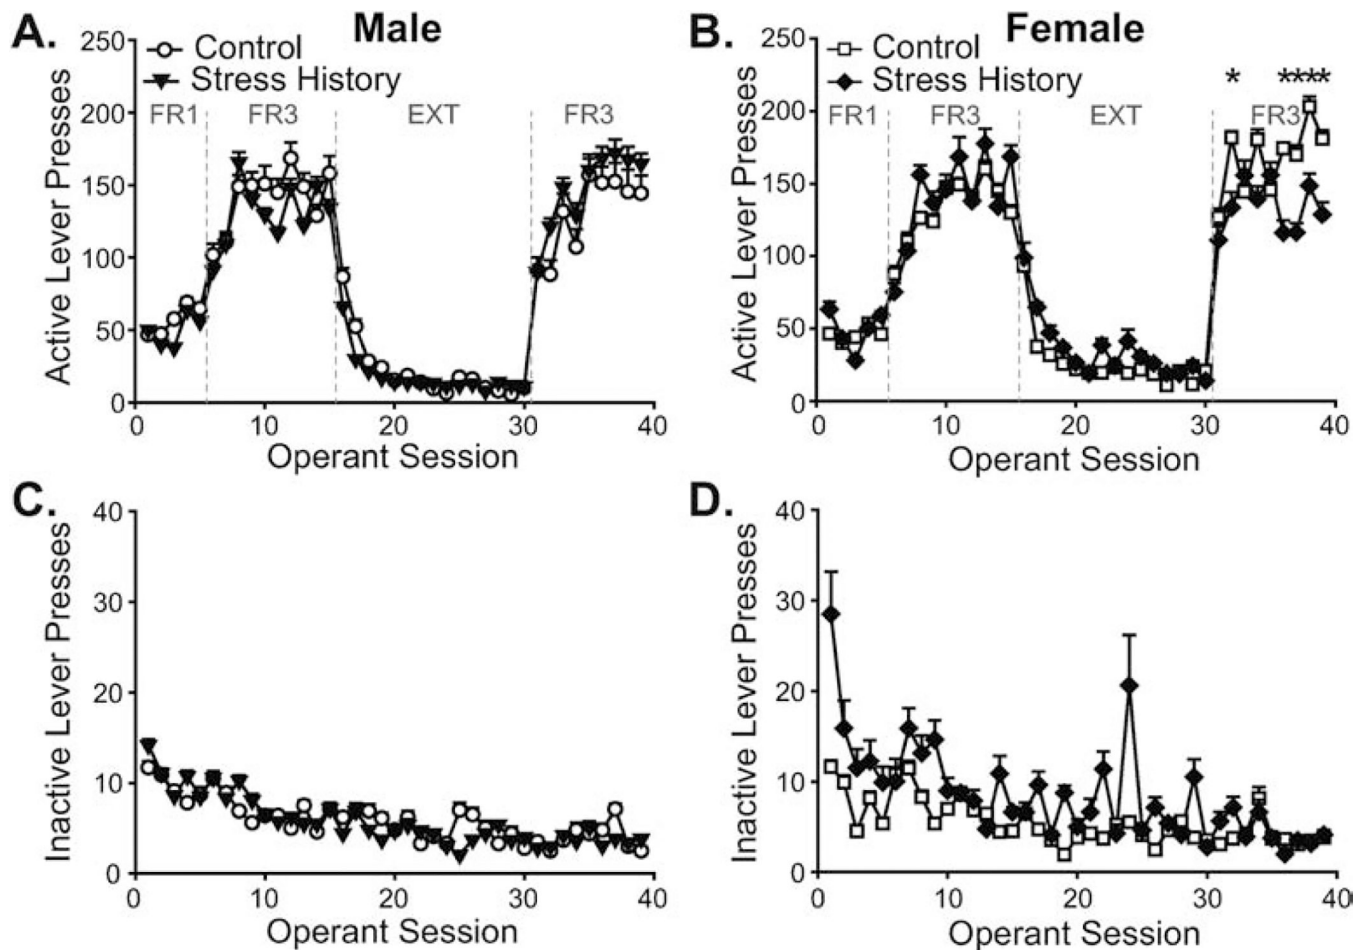 A. Male
Control
Stress History
FR1 FR3 EXT FR3
250
200
150
100
50
0
Active Lever Presses
0 10 20 30 40
Operant Session
B. Female
Control
Stress History
* ****
FR1 FR3 EXT FR3
250
200
150
100
50
0
Active Lever Presses
0 10 20 30 40
Operant Session
C.
40
30
20
10
0
Inactive Lever Presses
0 10 20 30 40
Operant Session
D.
40
30
20
10
0
Inactive Lever Presses
0 10 20 30 40
Operant Session